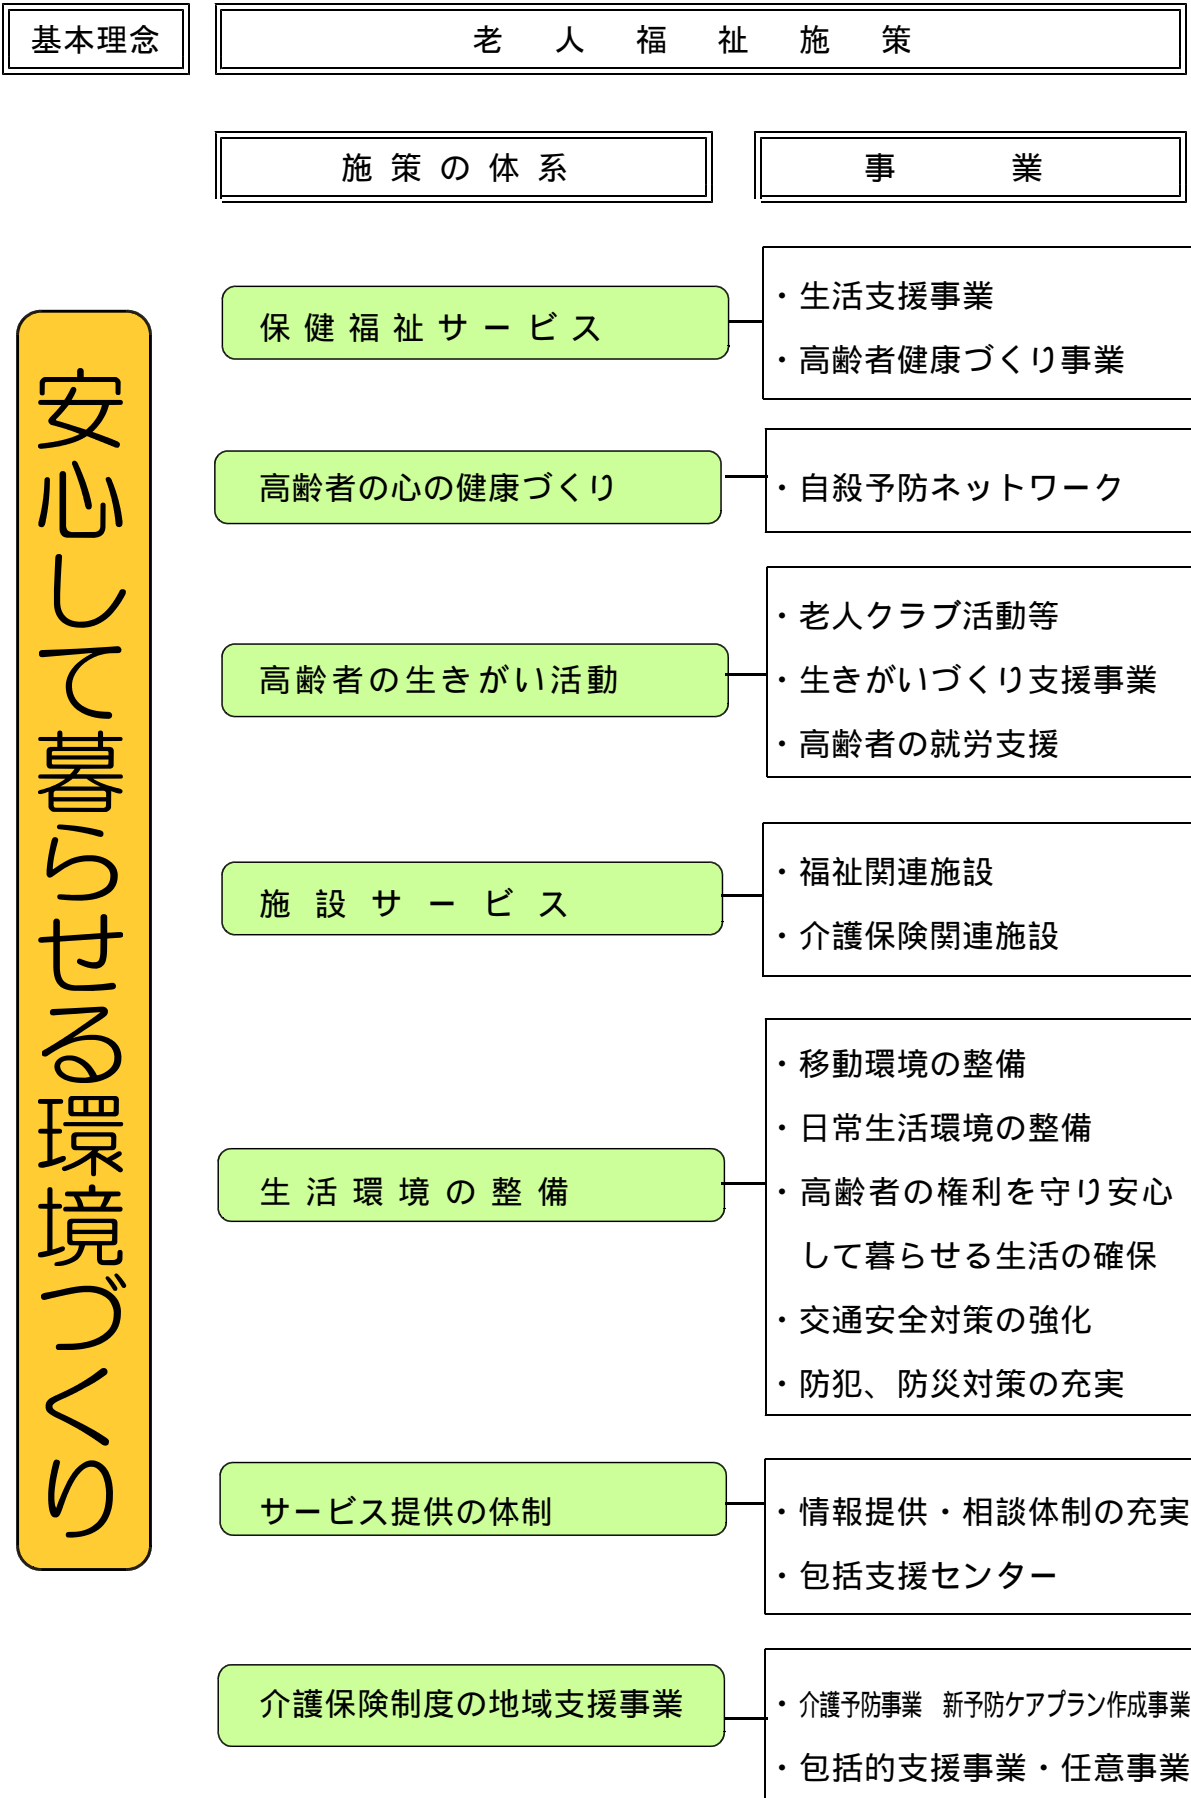 基本理念
老人福祉施策
施策の体系
事業
安心して暮らせる環境づくり
保健福祉サービス
・生活支援事業
・高齢者健康づくり事業
高齢者の心の健康づくり
・自殺予防ネットワーク
高齢者の生きがい活動
・老人クラブ活動等
・生きがいづくり支援事業
・高齢者の就労支援
施設サービス
・福祉関連施設
・介護保険関連施設
生活環境の整備
・移動環境の整備
・日常生活環境の整備
・高齢者の権利を守り安心
して暮らせる生活の確保
・交通安全対策の強化
・防犯、防災対策の充実
サービス提供の体制
・情報提供・相談体制の充実
・包括支援センター
介護保険制度の地域支援事業
・介護予防事業　新予防ケアプラン作成事業
・包括的支援事業・任意事業